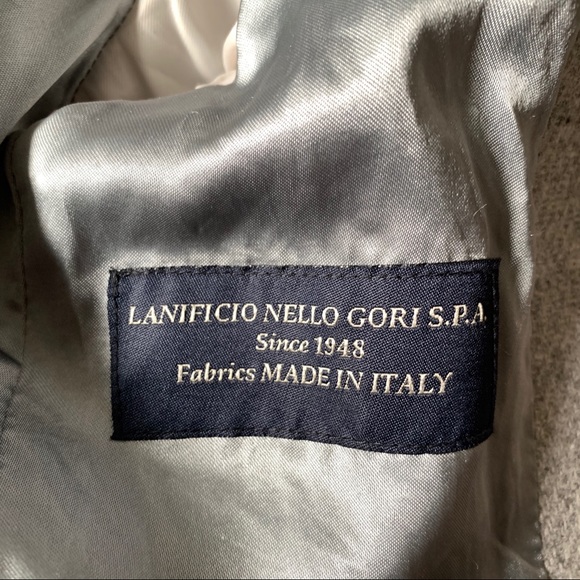 LANIFICIO NELLO GORI S.P.A.
Since 1948
Fabrics MADE IN ITALY